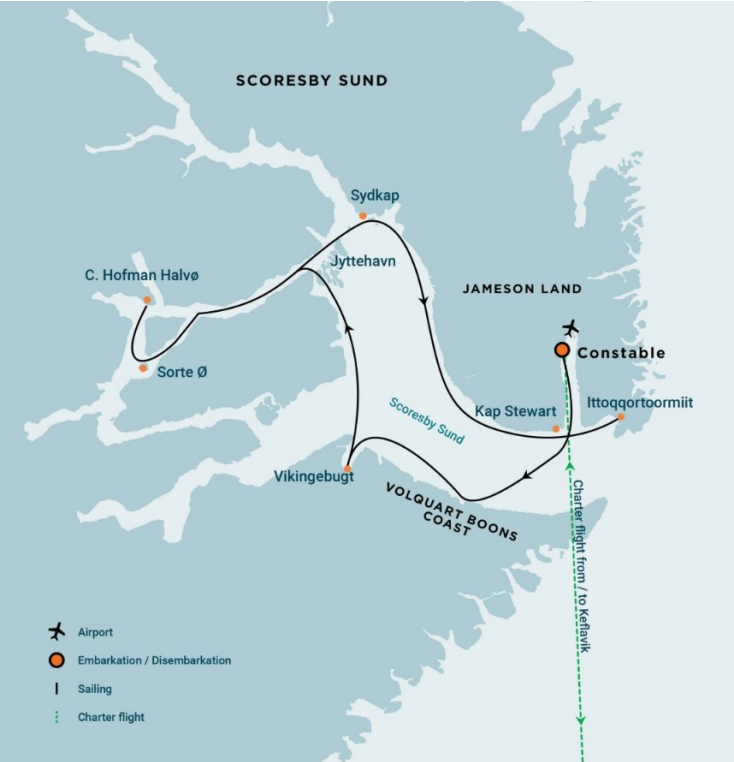 SCORESBY SUND
Sydkap
Jyttehavn
C. Hofman Halvø
JAMESON LAND
Constable
Sorte Ø
Scoresby Sund
Kap Stewart
Ittoqqortoormiit
Vikingebugt
VOLQUART BOONS
COAST
Charter flight from / to Keflavik
Airport
Embarkation / Disembarkation
Sailing
Charter flight